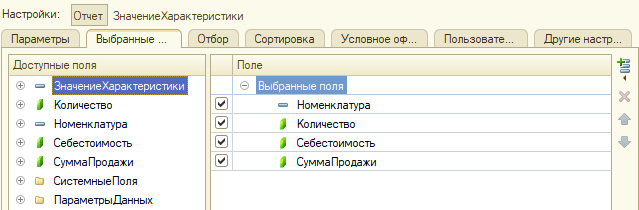 Настройки: Отчет ЗначениеХарактеристики
Параметры Выбранные ... Отбор Сортировка Условное оф... Пользовате... Другие настр...
Доступные поля
ЗначениеХарактеристики
Количество
Номенклатура
Себестоимость
СуммаПродажи
СистемныеПоля
ПараметрыДанных
Поле
Выбранные поля
Номенклатура
Количество
Себестоимость
СуммаПродажи